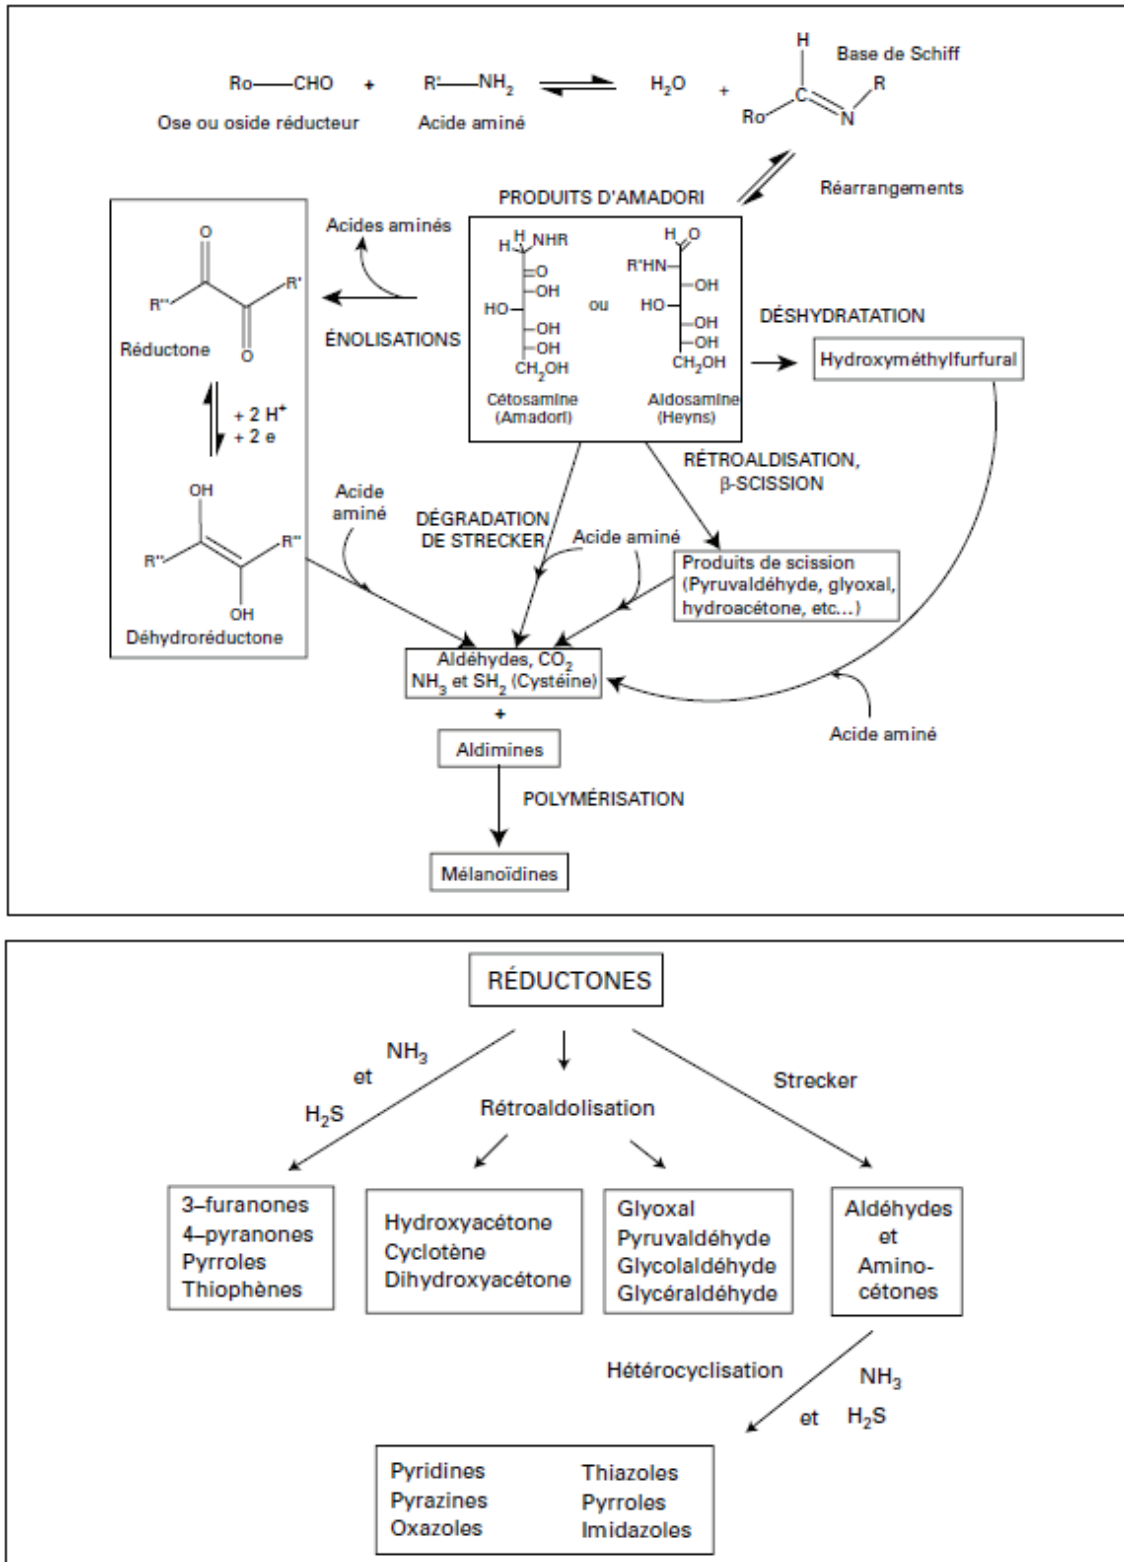 Ro—CHO + R'—NH2 ⇌ H2O +
Ose ou oside réducteur
Acide aminé
H
Base de Schiff
R
C
Ro
N
Réarrangements
PRODUITS D'AMADORI
Acides aminés
O
R''
R'
O
Réductone
ÉNOLISATIONS
H
H
NHR
O
OH
HO
OH
OH
CH2OH
Cétosamine
(Amadori)
ou
H
O
R'HN
OH
HO
OH
OH
CH2OH
Aldosamine
(Heyns)
DÉSHYDRATATION
Hydroxyméthylfurfural
+ 2 H+
+ 2 e
OH
R''
R'''
OH
Déhydroréductone
Acide
aminé
DÉGRADATION
DE STRECKER
Acide aminé
RÉTROALDISATION,
β-SCISSION
Produits de scission
(Pyruvaldéhyde, glyoxal,
hydroacétone, etc...)
Aldéhydes, CO2
NH3 et SH2 (Cystéine)
+
Aldimines
Acide aminé
POLYMÉRISATION
Mélanoïdines
RÉDUCTONES
NH3
et
H2S
Rétroaldolisation
Strecker
3–furanones
4–pyranones
Pyrroles
Thiophènes
Hydroxyacétone
Cyclotène
Dihydroxyacétone
Glyoxal
Pyruvaldéhyde
Glycolaldéhyde
Glycéraldéhyde
Aldéhydes
et
Amino-
cétones
Hétérocyclisation
NH3
et H2S
Pyridines
Pyrazines
Oxazoles
Thiazoles
Pyrroles
Imidazoles